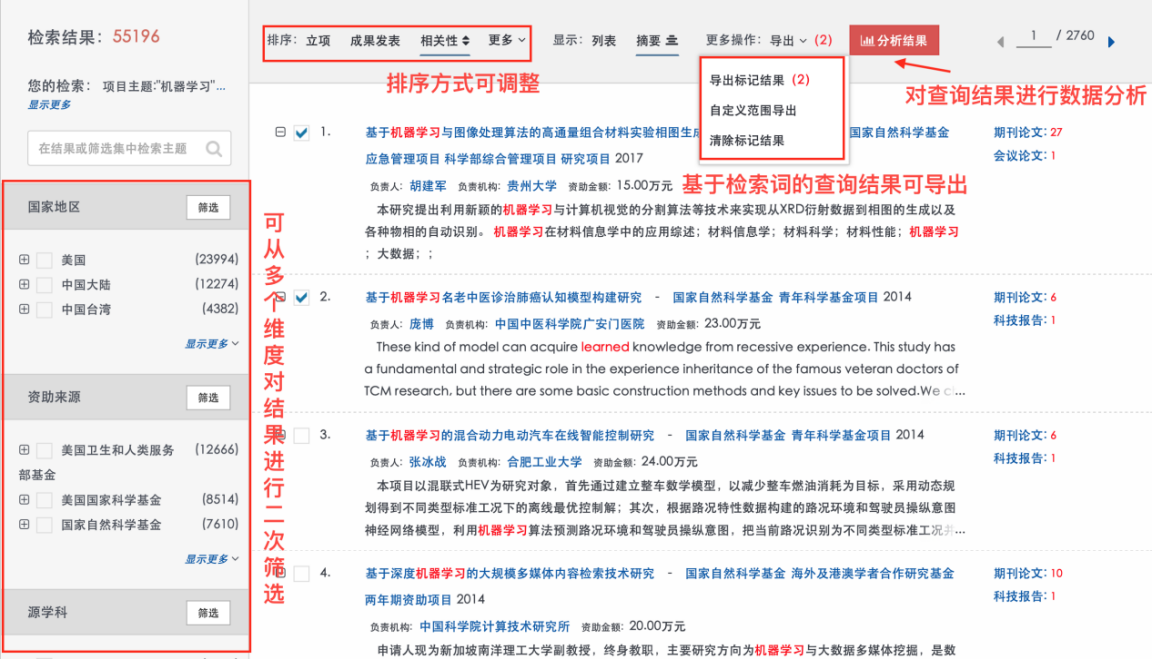 检索结果：55196
您的检索： 项目主题:"机器学习"...
显示更多
在结果或筛选集中检索主题
国家地区 筛选
美国 (23994)
中国大陆 (12274)
中国台湾 (4382)
显示更多
资助来源 筛选
美国卫生和人类服务 (12666)
部基金
美国国家科学基金 (8514)
国家自然科学基金 (7610)
显示更多
源学科 筛选
可从多个维度对结果进行二次筛选
排序： 立项 成果发表 相关性 更多 显示： 列表 摘要 更多操作： 导出 (2) 分析结果 1 / 2760
排序方式可调整
导出标记结果 (2)
自定义范围导出
清除标记结果
对查询结果进行数据分析
基于检索词的查询结果可导出
1. 基于机器学习与图像处理算法的高通量组合材料实验相图生 国家自然科学基金
应急管理项目 科学部综合管理项目 研究项目 2017
负责人： 胡建军 负责机构： 贵州大学 资助金额： 15.00万元
本研究提出利用新颖的机器学习与计算机视觉的分割算法等技术来实现从XRD衍射数据到相图的生成以及
各种物相的自动识别。 机器学习在材料信息学中的应用综述；材料信息学；材料科学；材料性能；机器学习
；大数据；；
期刊论文: 27
会议论文: 1
2. 基于机器学习名老中医诊治肺癌认知模型构建研究 - 国家自然科学基金 青年科学基金项目 2014
负责人： 庞博 负责机构： 中国中医科学院广安门医院 资助金额： 23.00万元
These kind of model can acquire learned knowledge from recessive experience. This study has
a fundamental and strategic role in the experience inheritance of the famous veteran doctors of
TCM research, but there are some basic construction methods and key issues to be solved.We c...
期刊论文: 6
科技报告: 1
3. 基于机器学习的混合动力电动汽车在线智能控制研究 - 国家自然科学基金 青年科学基金项目 2014
负责人： 张冰战 负责机构： 合肥工业大学 资助金额： 24.00万元
本项目以混联式HEV为研究对象，首先通过建立整车数学模型，以减少整车燃油消耗为目标，采用动态规
划得到不同类型标准工况下的离线最优控制解；其次，根据路况特性数据构建的路况环境和驾驶员操纵意图
神经网络模型，利用机器学习算法预测路况环境和驾驶员操纵意图，把当前路况识别为不同类型标准工况并...
期刊论文: 6
科技报告: 1
4. 基于深度机器学习的大规模多媒体内容检索技术研究 - 国家自然科学基金 海外及港澳学者合作研究基金
两年期资助项目 2014
负责机构： 中国科学院计算技术研究所 资助金额： 20.00万元
申请人现为新加坡南洋理工大学副教授，终身教职，主要研究方向为机器学习与大数据多媒体挖掘，是数
期刊论文: 10
科技报告: 1